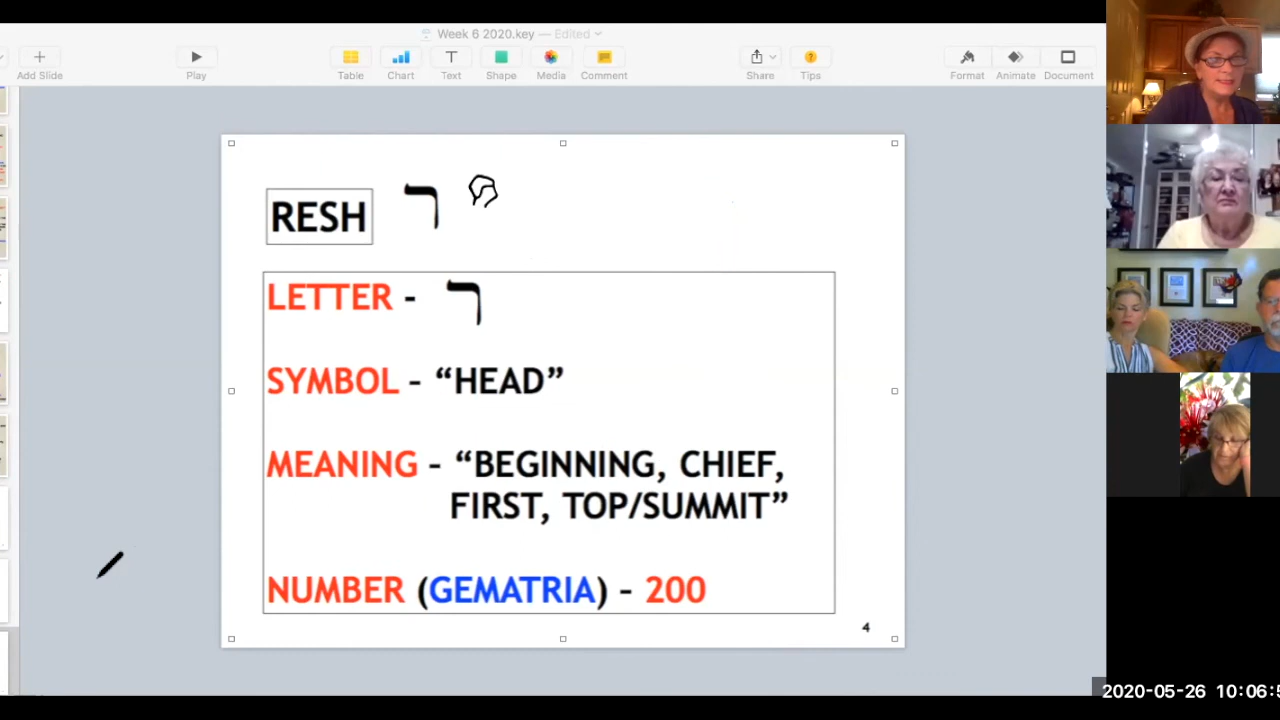 Week 6 2020.key — Edited
Add Slide
Play
Table
Chart
Text
Shape
Media
Comment
Share
Tips
Format
Animate
Document
RESH ר
LETTER - ר
SYMBOL - “HEAD”
MEANING - “BEGINNING, CHIEF,
FIRST, TOP/SUMMIT”
NUMBER (GEMATRIA) - 200
4
2020-05-26 10:06:5